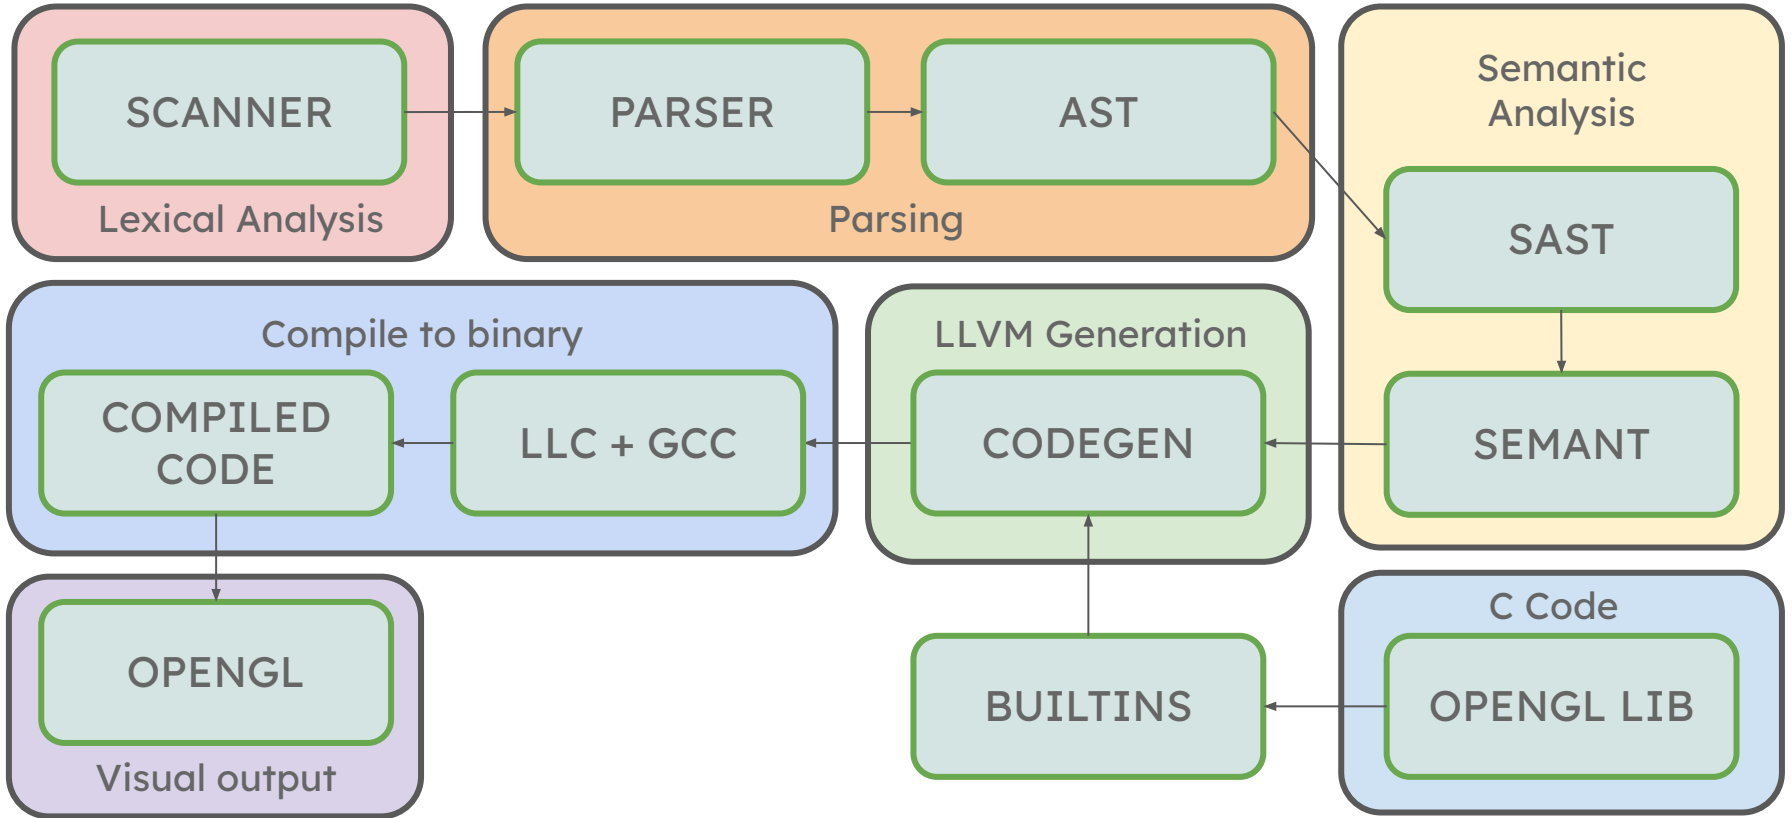 SCANNER
Lexical Analysis
PARSER
AST
Parsing
Semantic
Analysis
SAST
SEMANT
Compile to binary
COMPILED
CODE
LLC + GCC
LLVM Generation
CODEGEN
OPENGL
Visual output
BUILTINS
C Code
OPENGL LIB